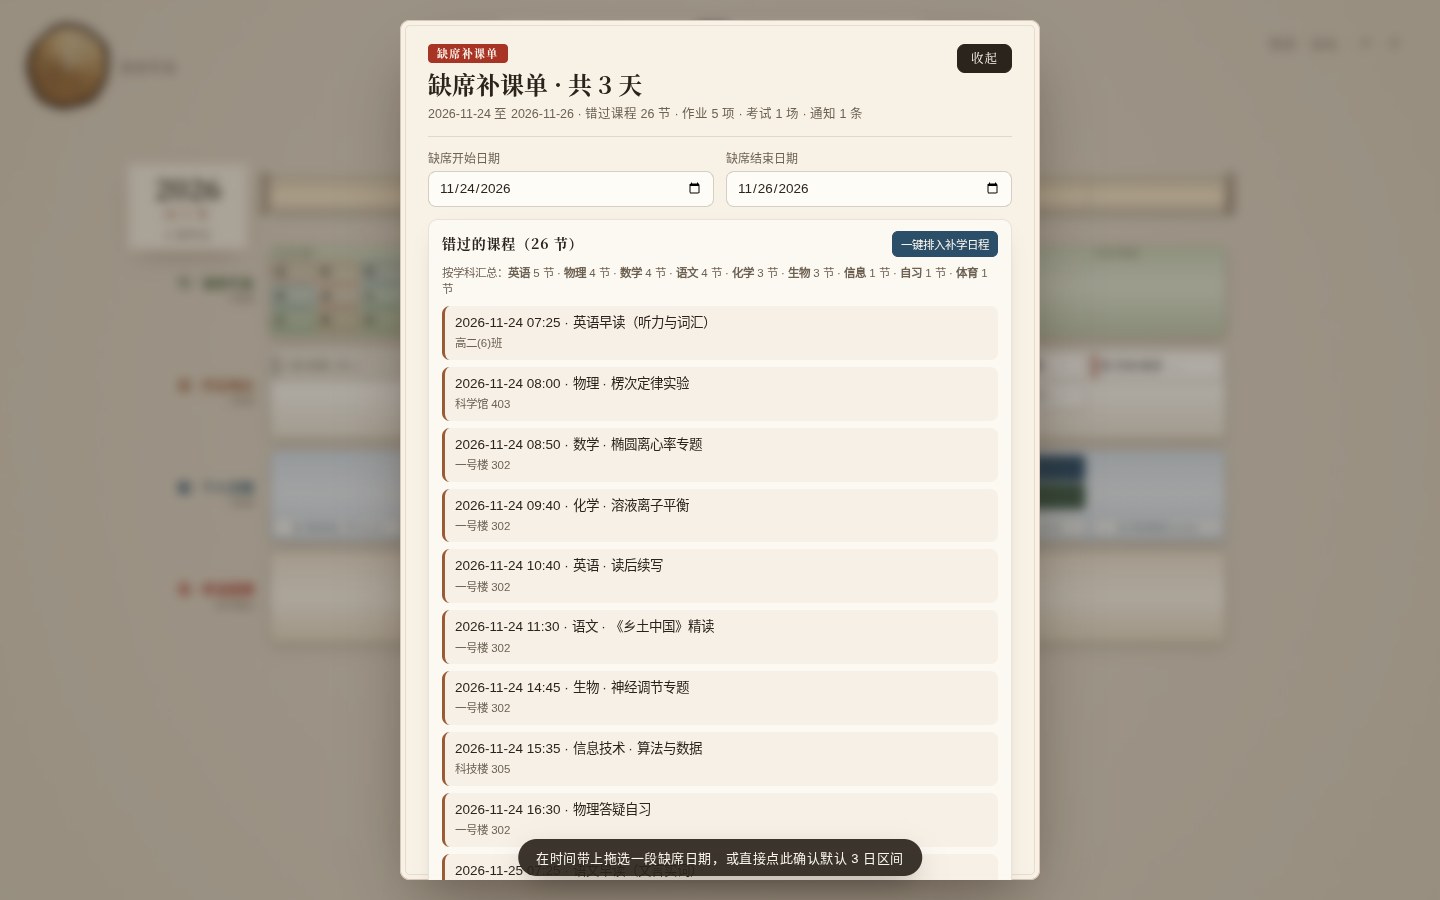 缺席补课单
缺席补课单 · 共 3 天
收起
2026-11-24 至 2026-11-26 · 错过课程 26 节 · 作业 5 项 · 考试 1 场 · 通知 1 条
缺席开始日期
缺席结束日期
11/24/2026
11/26/2026
错过的课程（26 节）
一键排入补学日程
按学科汇总：英语 5 节 · 物理 4 节 · 数学 4 节 · 语文 4 节 · 化学 3 节 · 生物 3 节 · 信息 1 节 · 自习 1 节 · 体育 1
节
2026-11-24 07:25 · 英语早读（听力与词汇）
高二(6)班
2026-11-24 08:00 · 物理 · 楞次定律实验
科学馆 403
2026-11-24 08:50 · 数学 · 椭圆离心率专题
一号楼 302
2026-11-24 09:40 · 化学 · 溶液离子平衡
一号楼 302
2026-11-24 10:40 · 英语 · 读后续写
一号楼 302
2026-11-24 11:30 · 语文 · 《乡土中国》精读
一号楼 302
2026-11-24 14:45 · 生物 · 神经调节专题
一号楼 302
2026-11-24 15:35 · 信息技术 · 算法与数据
科技楼 305
2026-11-24 16:30 · 物理答疑自习
一号楼 302
在时间带上拖选一段缺席日期，或直接点此确认默认 3 日区间
2026-11-25
2026